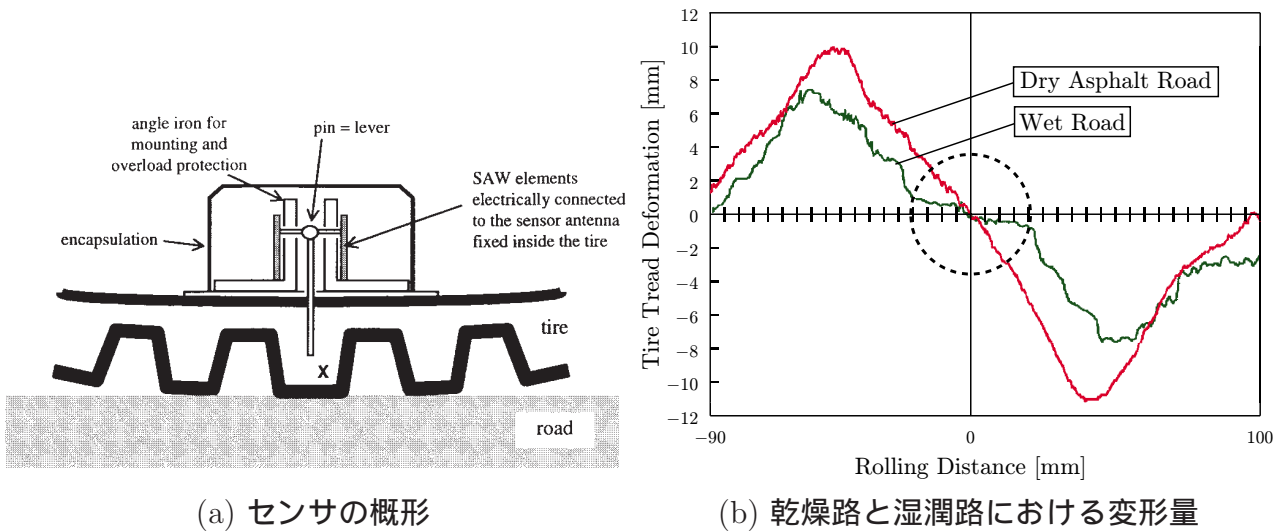 angle iron for
mounting and
overload protection
pin = lever
SAW elements
electrically connected
to the sensor antenna
fixed inside the tire
encapsulation
tire
X
road
(a) センサの概形
Tire Tread Deformation [mm]
12
10
8
6
4
2
0
−2
−4
−6
−8
−10
−12
Dry Asphalt Road
Wet Road
−90
0
100
Rolling Distance [mm]
(b) 乾燥路と湿潤路における変形量